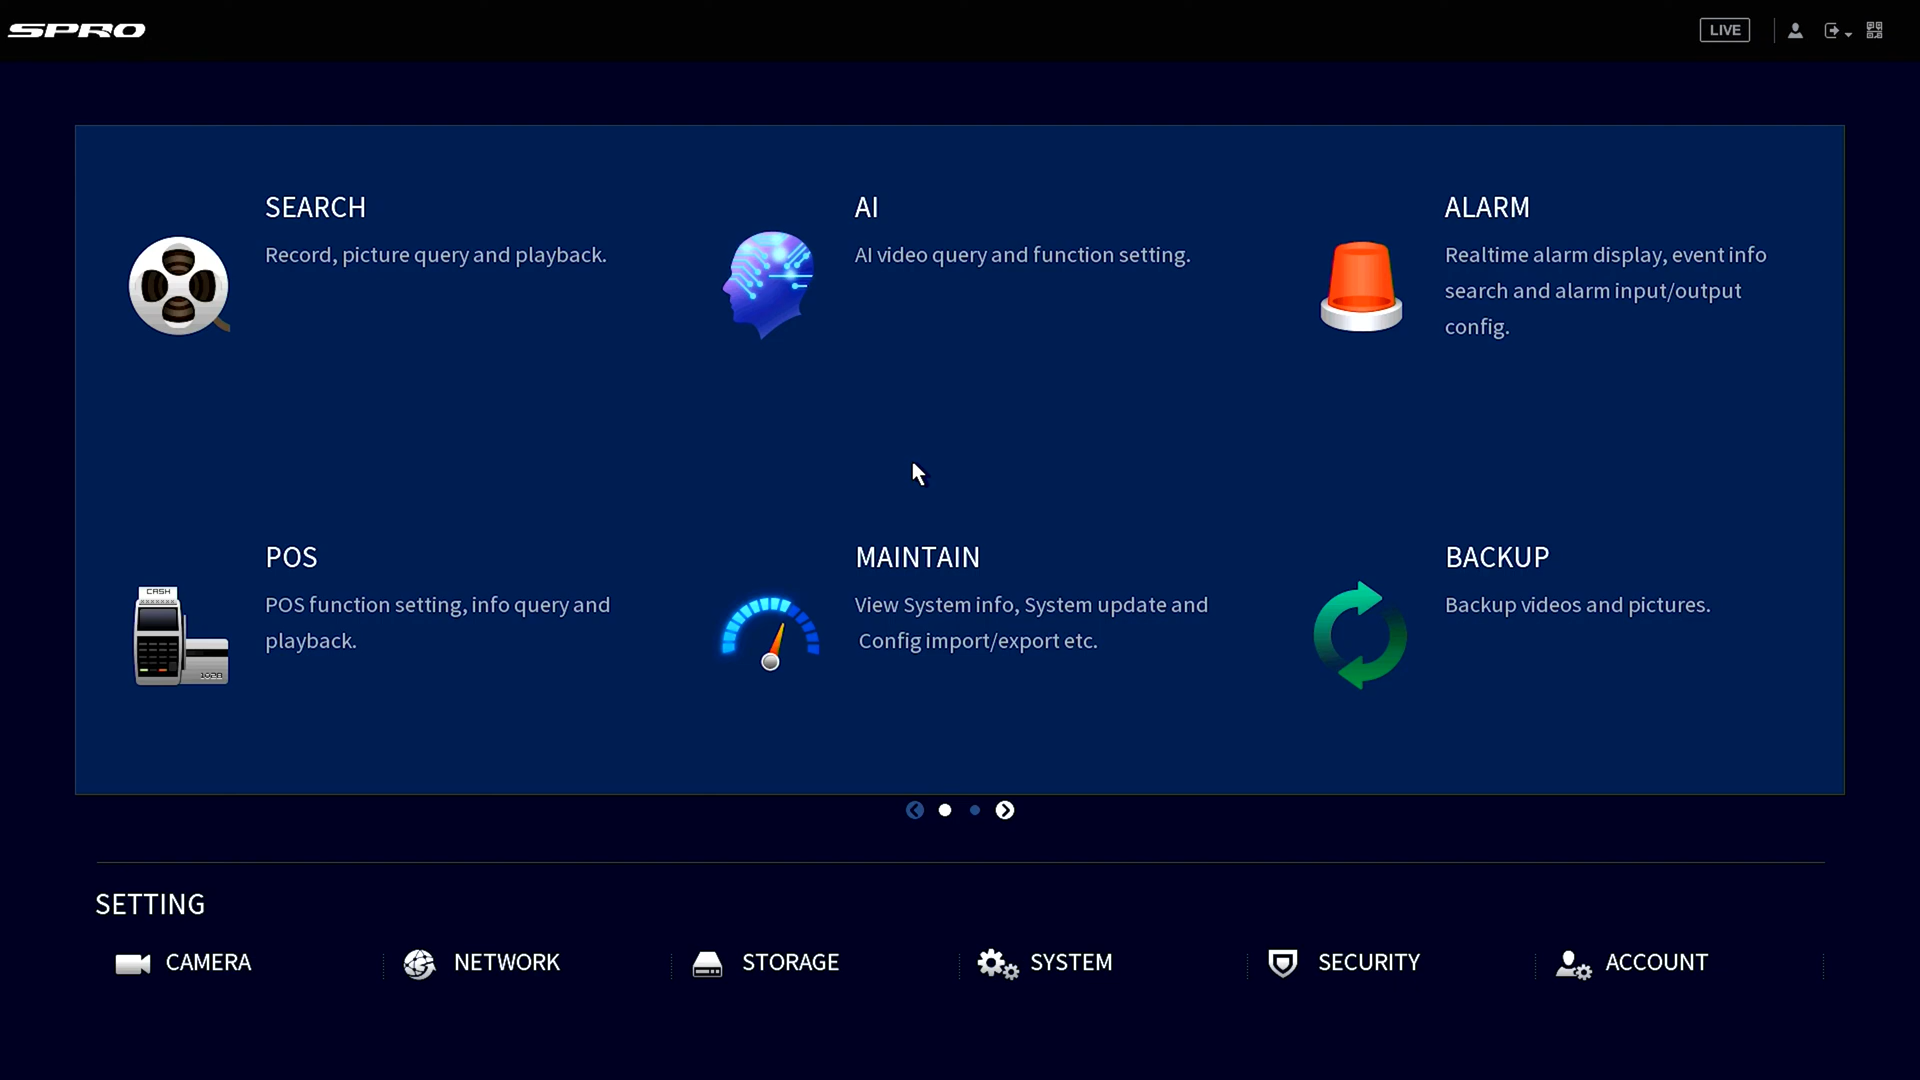 SPRO
LIVE
SEARCH
Record, picture query and playback.
AI
AI video query and function setting.
ALARM
Realtime alarm display, event info
search and alarm input/output
config.
POS
POS function setting, info query and
playback.
CASH
1028
MAINTAIN
View System info, System update and
Config import/export etc.
BACKUP
Backup videos and pictures.
SETTING
CAMERA
NETWORK
STORAGE
SYSTEM
SECURITY
ACCOUNT